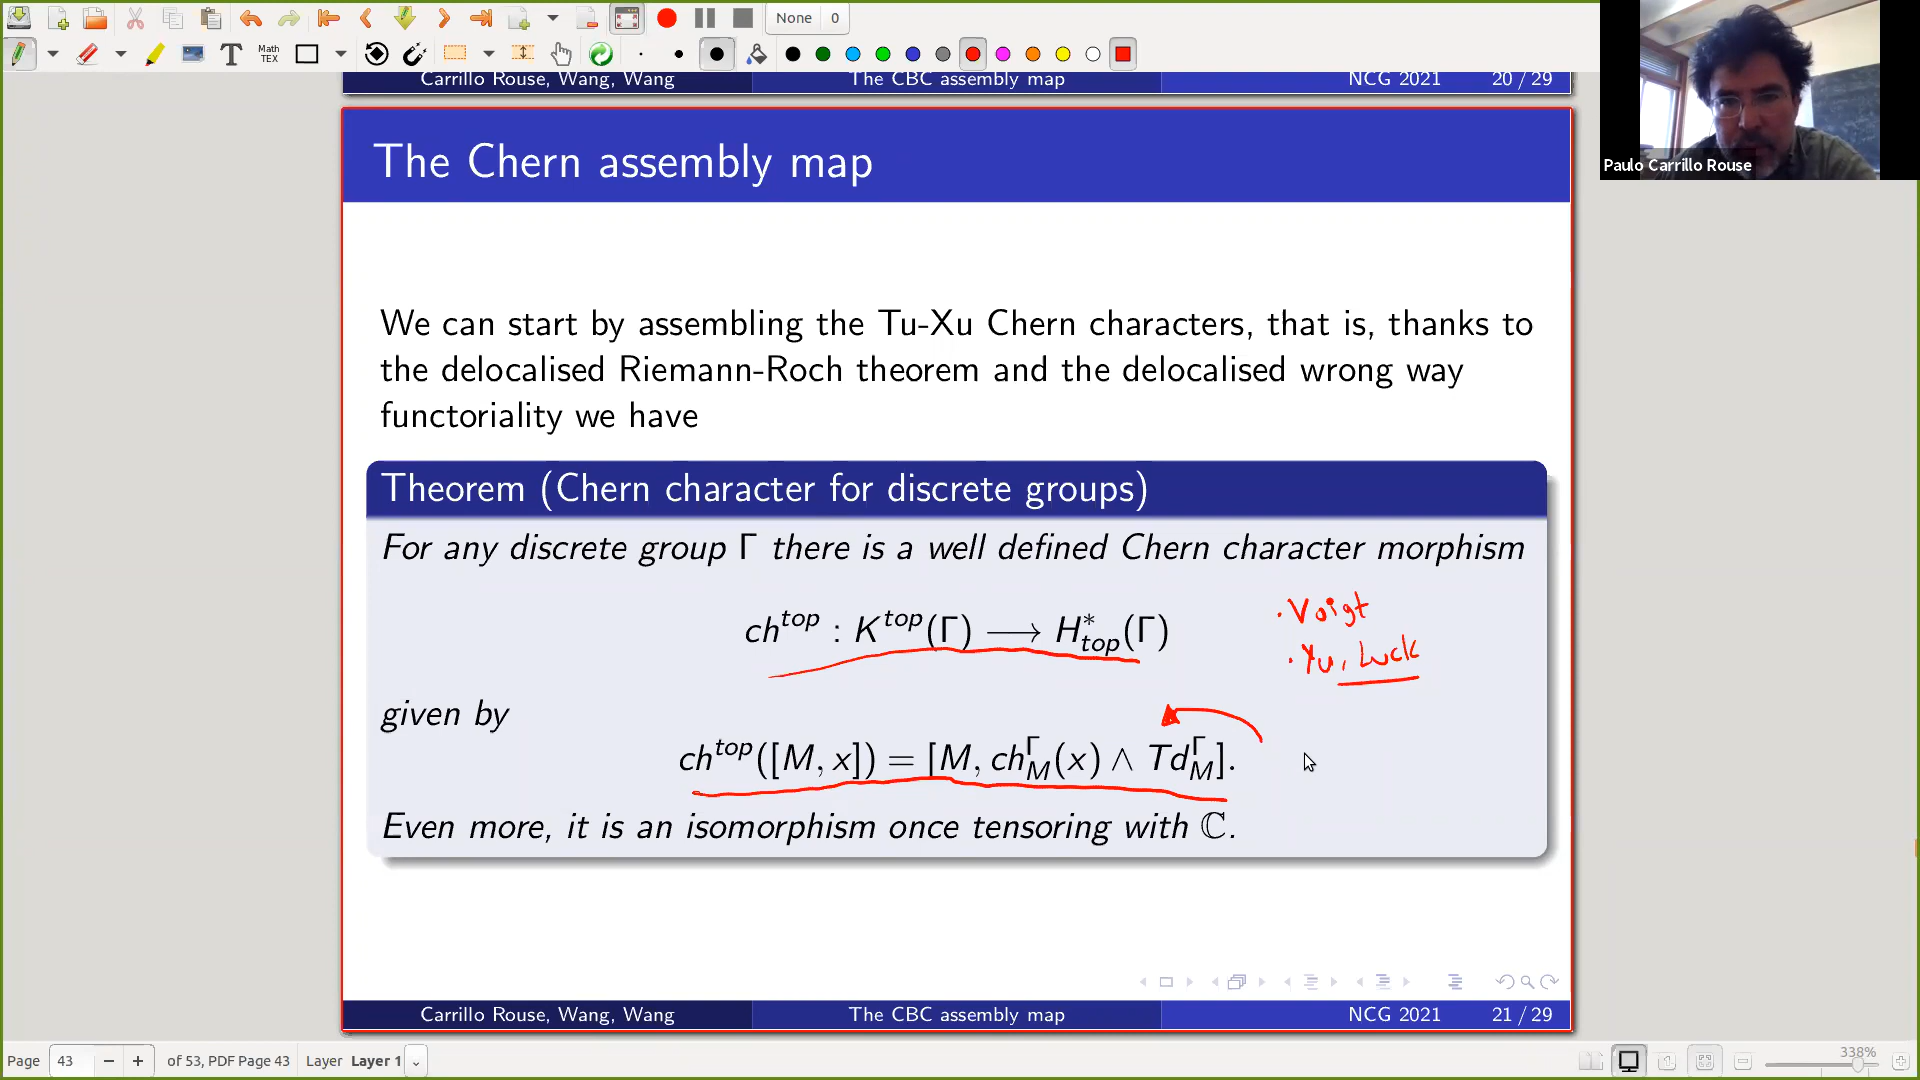 None 0
Math
TEX
Carrillo Rouse, Wang, Wang The CBC assembly map NCG 2021 20 / 29
Paulo Carrillo Rouse
The Chern assembly map
We can start by assembling the Tu-Xu Chern characters, that is, thanks to
the delocalised Riemann-Roch theorem and the delocalised wrong way
functoriality we have
Theorem (Chern character for discrete groups)
For any discrete group Γ there is a well defined Chern character morphism
ch^{top} : K^{top}(Γ) ⟶ H^*_{top}(Γ)
· Voigt
· Yu, Luck
given by
ch^{top}([M, x]) = [M, ch^Γ_M(x) ∧ Td^Γ_M].
Even more, it is an isomorphism once tensoring with ℂ.
Carrillo Rouse, Wang, Wang The CBC assembly map NCG 2021 21 / 29
Page 43 of 53, PDF Page 43 Layer Layer 1 338%